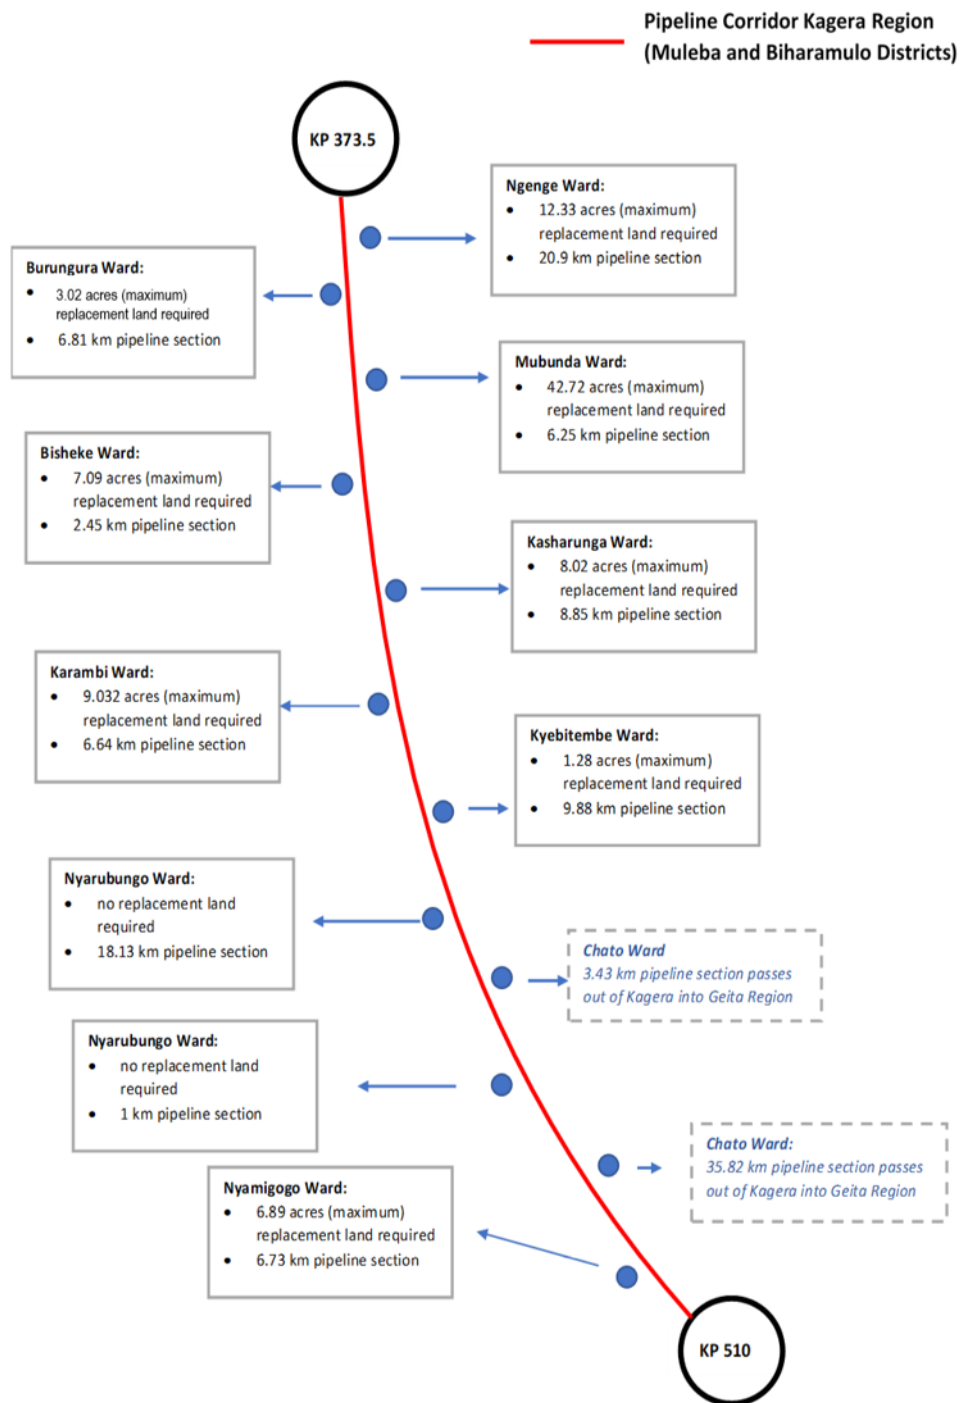 Pipeline Corridor Kagera Region
(Muleba and Biharamulo Districts)
KP 373.5
Ngenge Ward:
• 12.33 acres (maximum)
replacement land required
• 20.9 km pipeline section
Burungura Ward:
• 3.02 acres (maximum)
replacement land required
• 6.81 km pipeline section
Mubunda Ward:
• 42.72 acres (maximum)
replacement land required
• 6.25 km pipeline section
Bisheke Ward:
• 7.09 acres (maximum)
replacement land required
• 2.45 km pipeline section
Kasharunga Ward:
• 8.02 acres (maximum)
replacement land required
• 8.85 km pipeline section
Karambi Ward:
• 9.032 acres (maximum)
replacement land required
• 6.64 km pipeline section
Kyebitembe Ward:
• 1.28 acres (maximum)
replacement land required
• 9.88 km pipeline section
Nyarubungo Ward:
• no replacement land
required
• 18.13 km pipeline section
Chato Ward
3.43 km pipeline section passes
out of Kagera into Geita Region
Nyarubungo Ward:
• no replacement land
required
• 1 km pipeline section
Chato Ward:
35.82 km pipeline section passes
out of Kagera into Geita Region
Nyamigogo Ward:
• 6.89 acres (maximum)
replacement land required
• 6.73 km pipeline section
KP 510